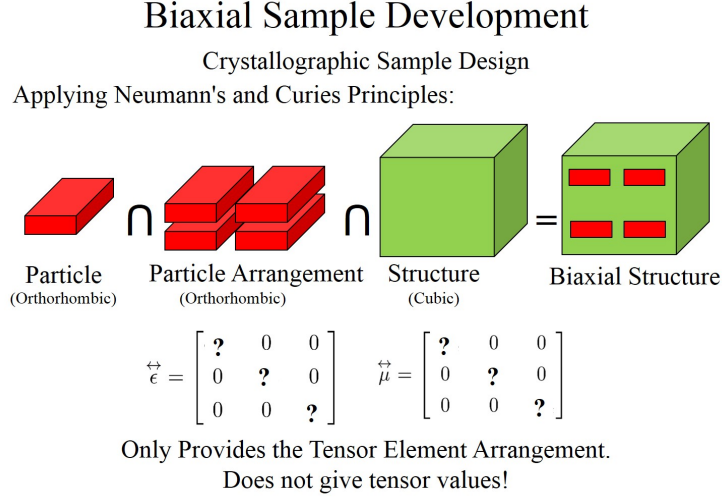 Biaxial Sample Development
Crystallographic Sample Design
Applying Neumann's and Curies Principles:
∩ ∩ =
Particle Particle Arrangement Structure Biaxial Structure
(Orthorhombic) (Orthorhombic) (Cubic)
? 0 0 ? 0 0
ϵ = 0 ? 0 μ = 0 ? 0
0 0 ? 0 0 ?
Only Provides the Tensor Element Arrangement.
Does not give tensor values!